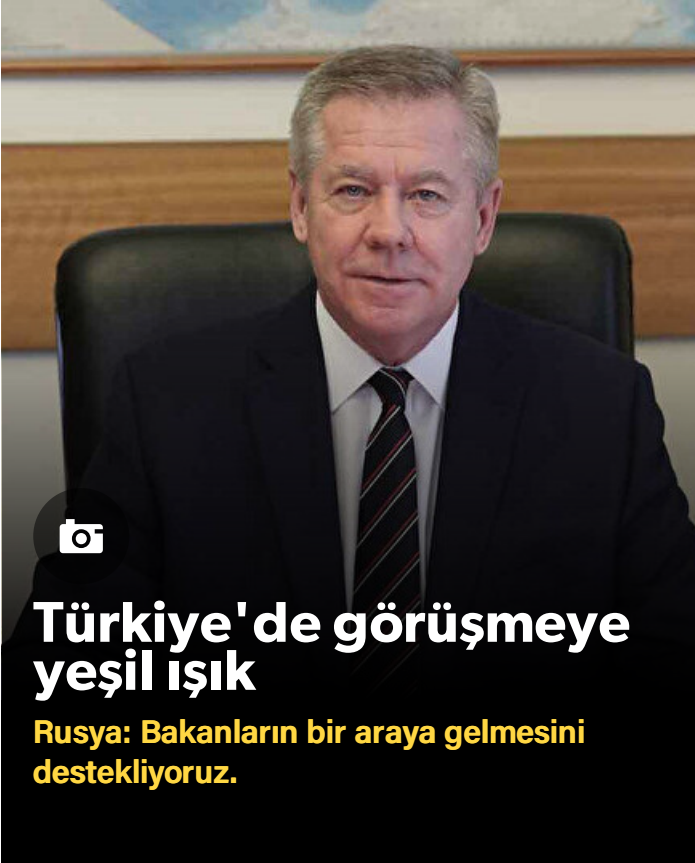 Türkiye'de görüşmeye
yeşil ışık
Rusya: Bakanların bir araya gelmesini
destekliyoruz.